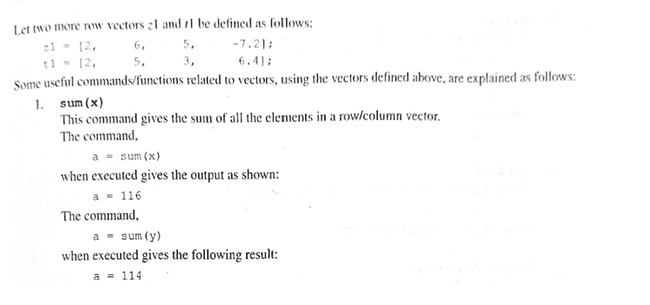 Let two more row vectors z1 and t1 be defined as follows:
z1 = [2, 6, 5, -7.2];
t1 = [2, 5, 3, 6.4];
Some useful commands/functions related to vectors, using the vectors defined above, are explained as follows:
1. sum(x)
This command gives the sum of all the elements in a row/column vector.
The command,
a = sum(x)
when executed gives the output as shown:
a = 116
The command,
a = sum(y)
when executed gives the following result:
a = 114